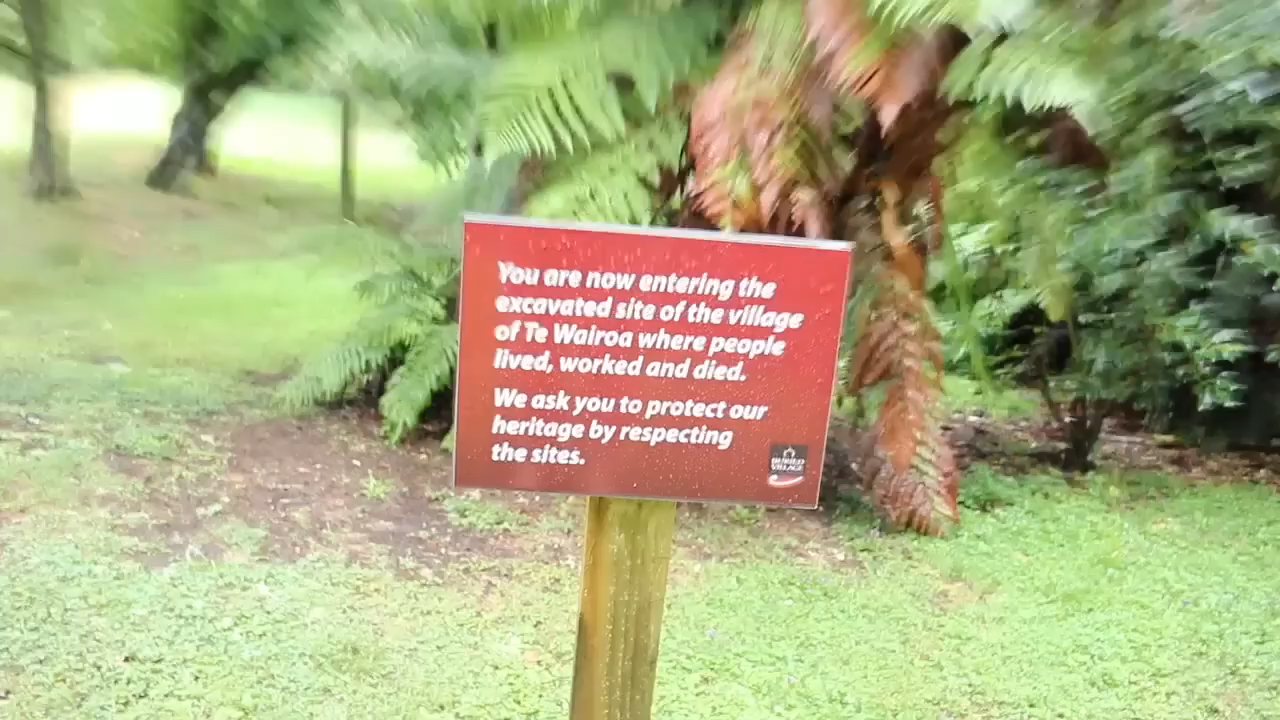 You are now entering the
excavated site of the village
of Te Wairoa where people
lived, worked and died.
We ask you to protect our
heritage by respecting
the sites.
BURIED
VILLAGE